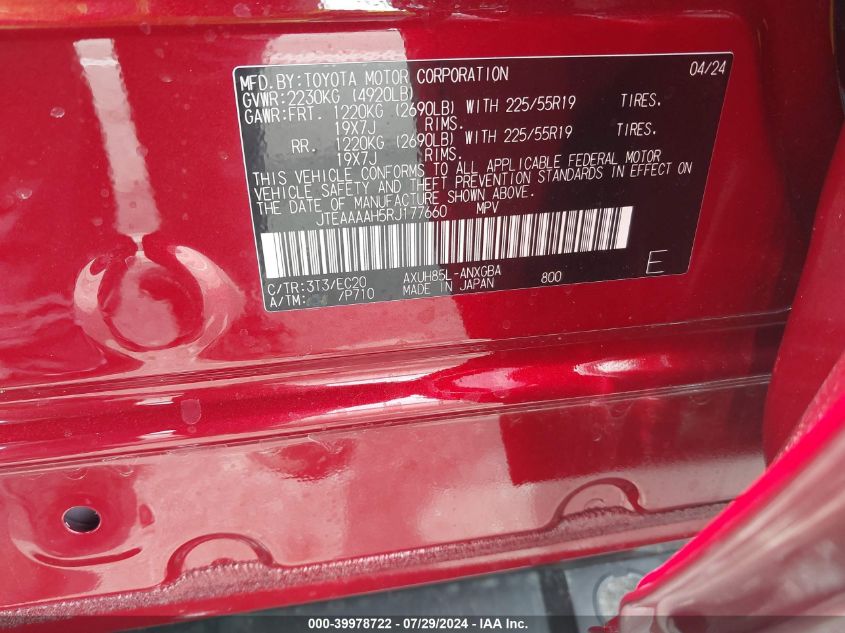 MFD.BY:TOYOTA MOTOR CORPORATION 04/24
GVWR:2230KG (4920LB)
GAWR:FRT. 1220KG (2690LB) WITH 225/55R19 TIRES.
19X7J RIMS.
RR. 1220KG (2690LB) WITH 225/55R19 TIRES.
19X7J RIMS.
THIS VEHICLE CONFORMS TO ALL APPLICABLE FEDERAL MOTOR
VEHICLE SAFETY AND THEFT PREVENTION STANDARDS IN EFFECT ON
THE DATE OF MANUFACTURE SHOWN ABOVE.
JTEAAAAH5RJ177660 MPV
C/TR:3T3/EC20 AXUH85L-ANXGBA 800
A/TM: /P710 MADE IN JAPAN
E
000-39978722 - 07/29/2024 - IAA Inc.